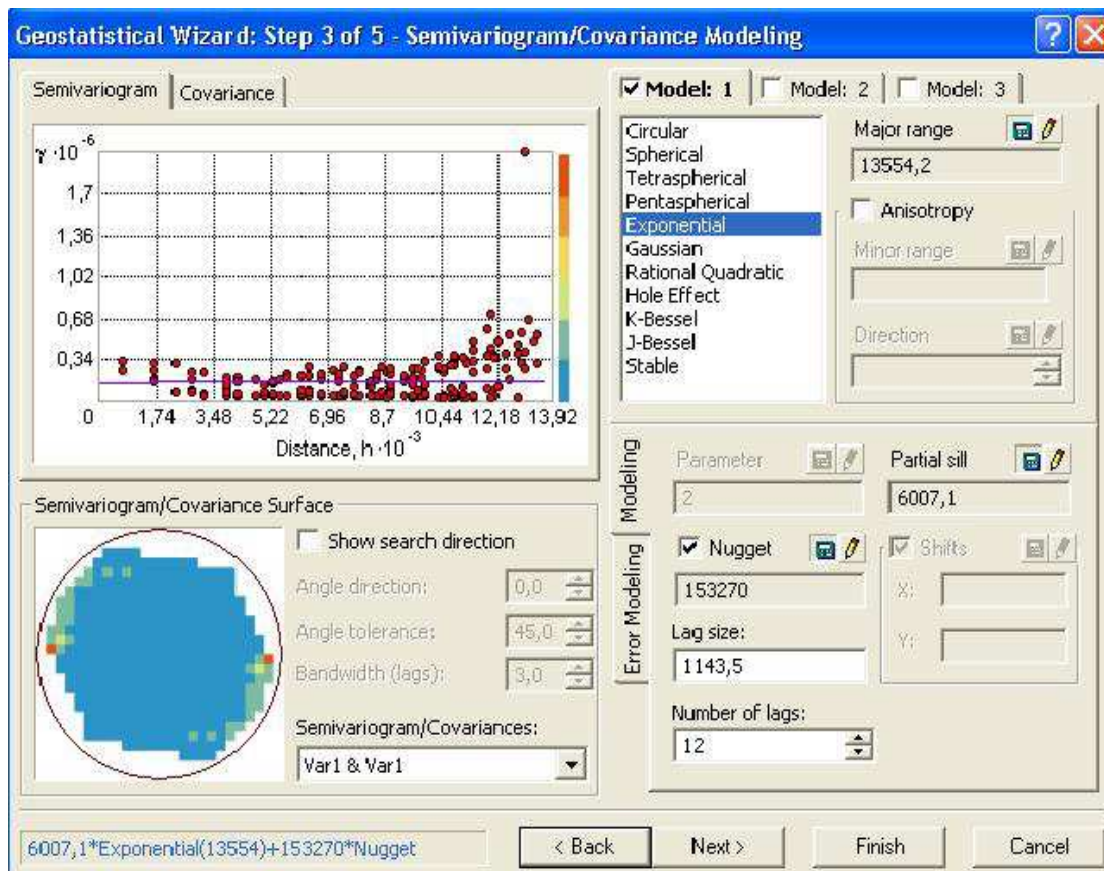 Geostatistical Wizard: Step 3 of 5 - Semivariogram/Covariance Modeling
Semivariogram
Covariance
γ ·10 -6
1,7
1,36
1,02
0,68
0,34
0 1,74 3,48 5,22 6,96 8,7 10,44 12,18 13,92
Distance, h ·10 -3
Semivariogram/Covariance Surface
Show search direction
Angle direction: 0,0
Angle tolerance: 45,0
Bandwidth (lags): 3,0
Semivariogram/Covariances:
Var1 & Var1
Model: 1
Model: 2
Model: 3
Circular
Spherical
Tetraspherical
Pentaspherical
Exponential
Gaussian
Rational Quadratic
Hole Effect
K-Bessel
J-Bessel
Stable
Major range
13554,2
Anisotropy
Minor range
Direction
Modeling
Error Modeling
Parameter
2
Partial sill
6007,1
Nugget
153270
Shifts
X:
Y:
Lag size:
1143,5
Number of lags:
12
6007,1*Exponential(13554)+153270*Nugget
< Back
Next >
Finish
Cancel